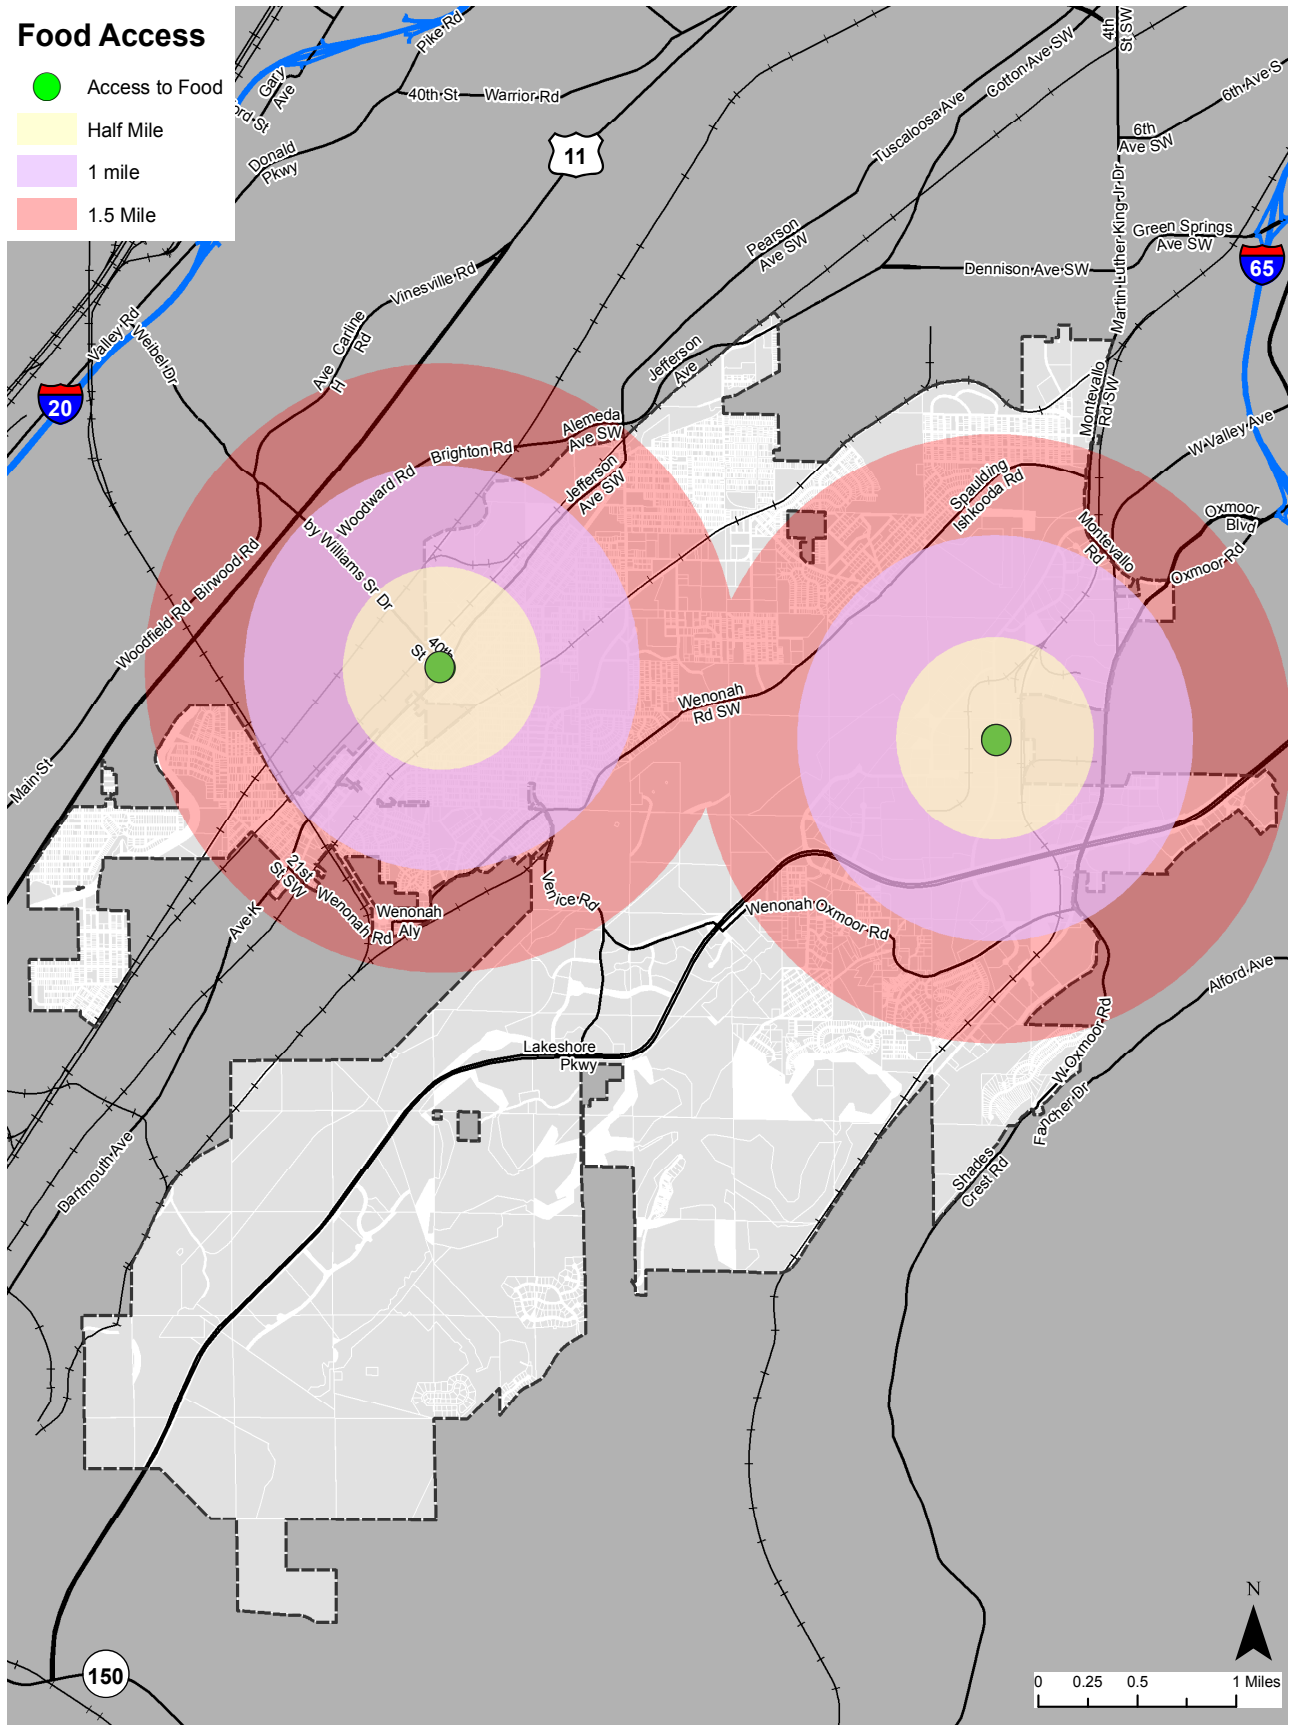 Food Access
Access to Food
Half Mile
1 mile
1.5 Mile
Pike Rd
Gary
Ave
ord St
40th St
Warrior Rd
Donald
Pkwy
11
4th
St SW
Cotton Ave SW
Tuscaloosa Ave
6th Ave S
6th
Ave SW
Martin Luther King Jr Dr
Green Springs
Ave SW
65
Pearson
Ave SW
Dennison Ave SW
Vinesville Rd
Valley Rd
Weibel Dr
Carline
Rd
Ave
H
20
Jefferson
Ave
Montevallo
Rd SW
W Valley Ave
Alameda
Ave SW
Brighton Rd
Woodward Rd
Jefferson
Ave SW
Spaulding
Ishkooda Rd
Oxmoor
Blvd
Montevallo
Rd
Oxmoor Rd
by Williams Sr Dr
Birwood Rd
Woodfield Rd
40th
St
Wenonah
Rd SW
Main St
21st
St SW
Wenonah Rd
Wenonah
Aly
Venice Rd
Ave K
Wenonah Oxmoor Rd
Alford Ave
Lakeshore
Pkwy
W Oxmoor Rd
Fancher Dr
Dartmouth Ave
Shades
Crest Rd
N
150
0 0.25 0.5 1 Miles